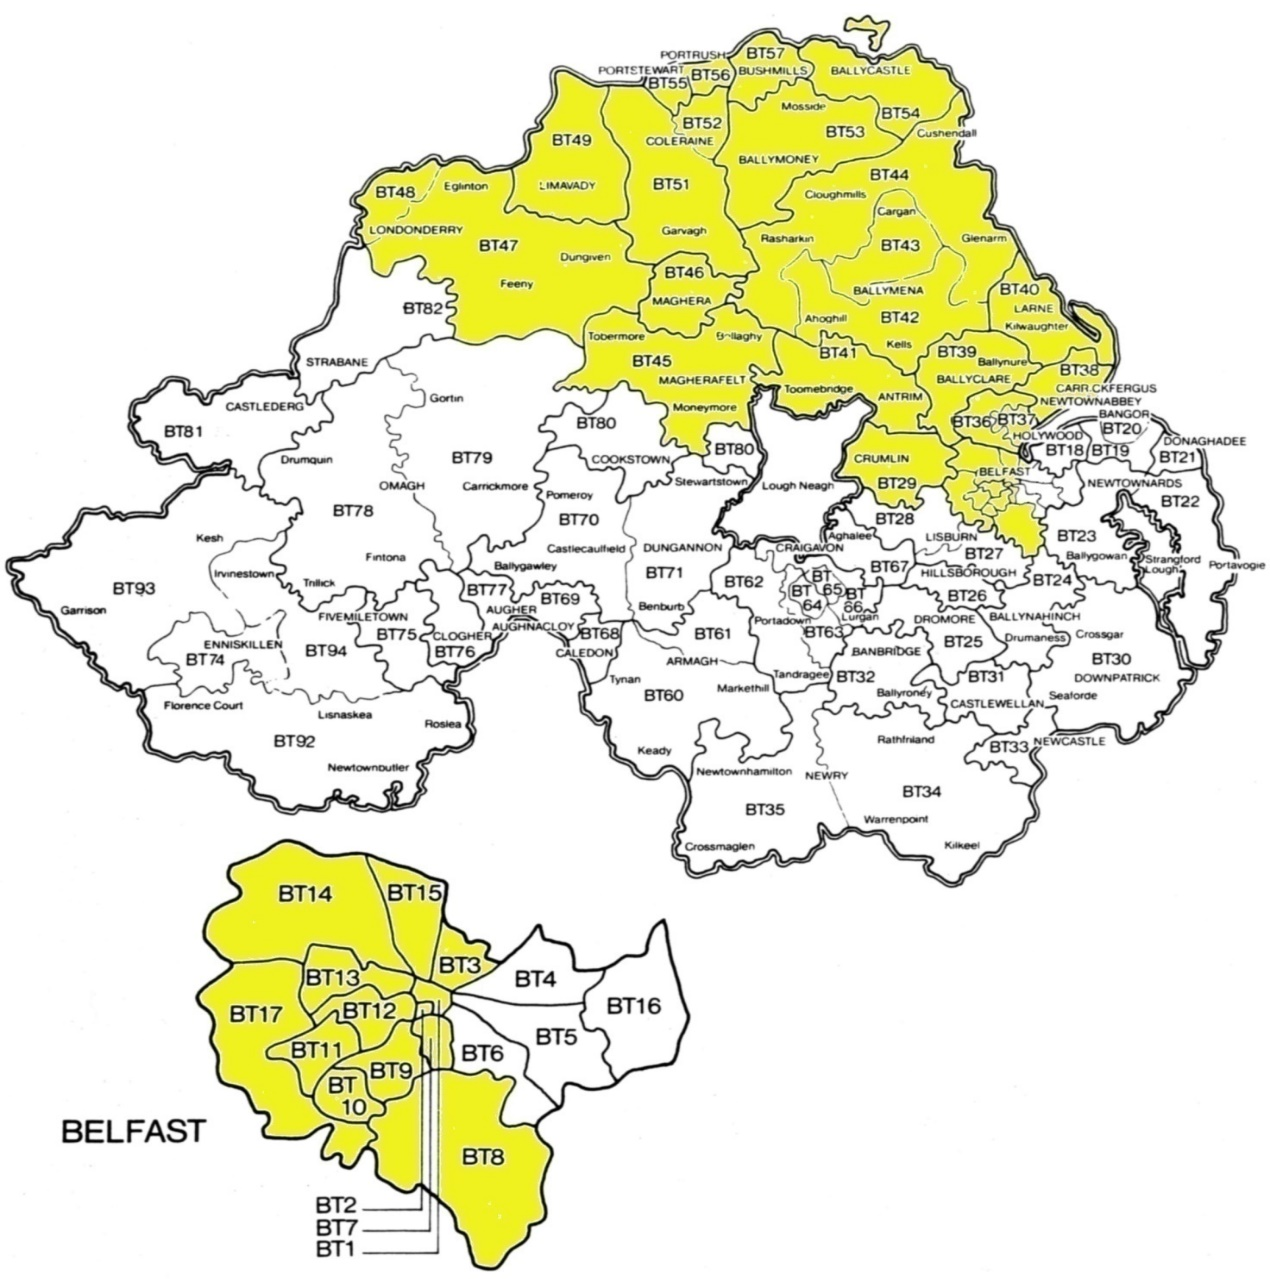 PORTRUSH
BT57
PORTSTEWART
BT55
BT56
BUSHMILLS
BALLYCASTLE
Mosside
BT54
BT52
BT53
Cushendall
BT49
COLERAINE
BALLYMONEY
BT44
BT48
Eglinton
LIMAVADY
BT51
Cloughmills
Cargan
LONDONDERRY
Garvagh
Rasharkin
Glenarm
BT47
BT43
Dungiven
BT46
Feeny
BALLYMENA
BT40
MAGHERA
LARNE
BT82
Ahoghill
BT42
Kilwaughter
Tobermore
Bellaghy
Kells
STRABANE
BT45
BT41
BT39
Ballynure
BT38
MAGHERAFELT
BALLYCLARE
Toomebridge
CARR CKFERGUS
ANTRIM
NEWTOWNABBEY
CASTLEDERG
Gortin
Moneymore
BANGOR
BT81
BT80
BT36
BT37
BT20
HOLYWOOD
DONAGHADEE
BT80
BT18
BT19
BT21
Drumquin
BT79
COOKSTOWN
CRUMLIN
BELFAST
OMAGH
Carrickmore
Stewartstown
Lough Neagh
BT29
NEWTOWNARDS
Pomeroy
BT22
BT78
BT70
BT28
Kesh
Aghalee
LISBURN
BT23
Fintona
Castlecaulfield
DUNGANNON
CRAIGAVON
BT27
Ballygowan
Strangford
Lough
Portavogie
Irvinestown
Ballygawley
BT71
BT62
BT67
HILLSBOROUGH
BT24
BT93
Trillick
BT77
BT69
BT
65
BT
64
BT
66
BT26
Garrison
AUGHER
Benburb
FIVEMILETOWN
AUGHNACLOY
Portadown
Lurgan
DROMORE
BALLYNAHINCH
ENNISKILLEN
BT75
CLOGHER
BT68
BT61
BT63
BT25
Drumaness
Crossgar
BT74
BT94
BT76
CALEDON
ARMAGH
BANBRIDGE
BT30
Tynan
Tandragee
BT32
BT31
DOWNPATRICK
BT60
Markethill
Ballyroney
Seaforde
Florence Court
Lisnaskea
Roslea
CASTLEWELLAN
BT92
Keady
Rathfriland
BT33
NEWCASTLE
Newtownbutler
Newtownhamilton
NEWRY
BT34
BT35
Warrenpoint
Crossmaglen
Kilkeel
BT14
BT15
BT3
BT13
BT4
BT17
BT12
BT16
BT11
BT6
BT5
BT9
BT
10
BELFAST
BT8
BT2
BT7
BT1